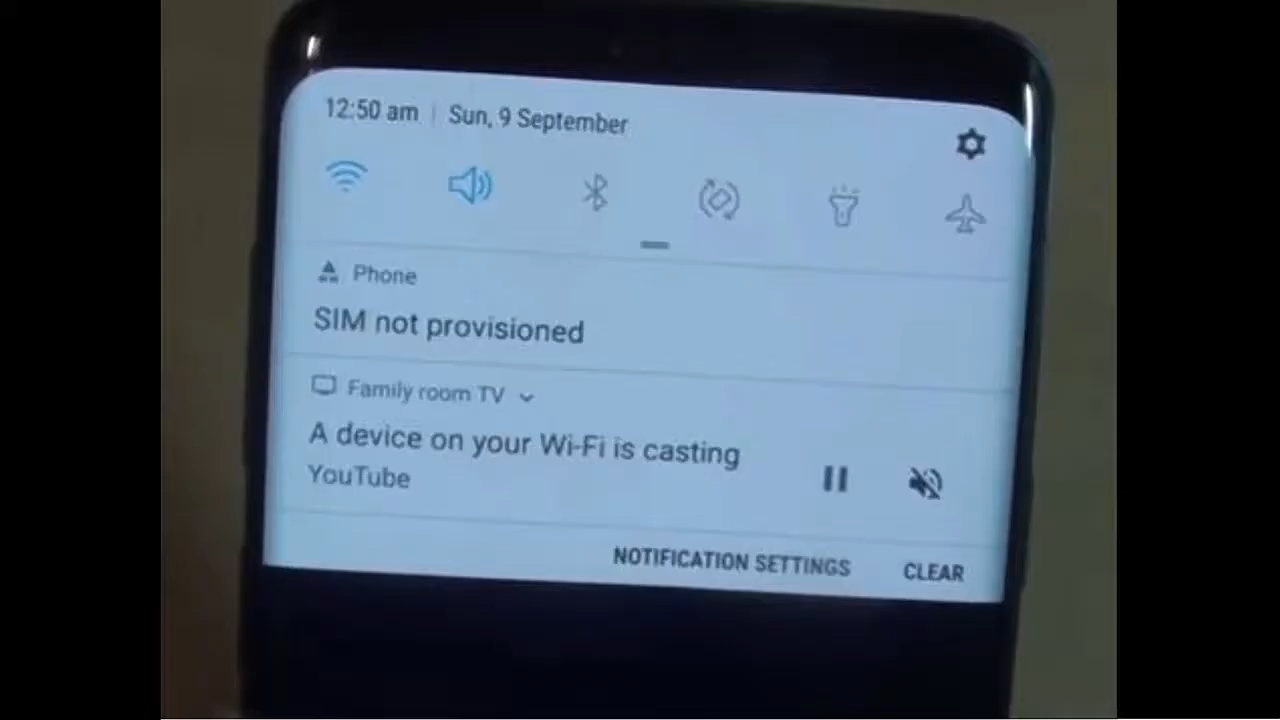 12:50 am | Sun, 9 September
Phone
SIM not provisioned
Family room TV
A device on your Wi-Fi is casting
YouTube
NOTIFICATION SETTINGS CLEAR